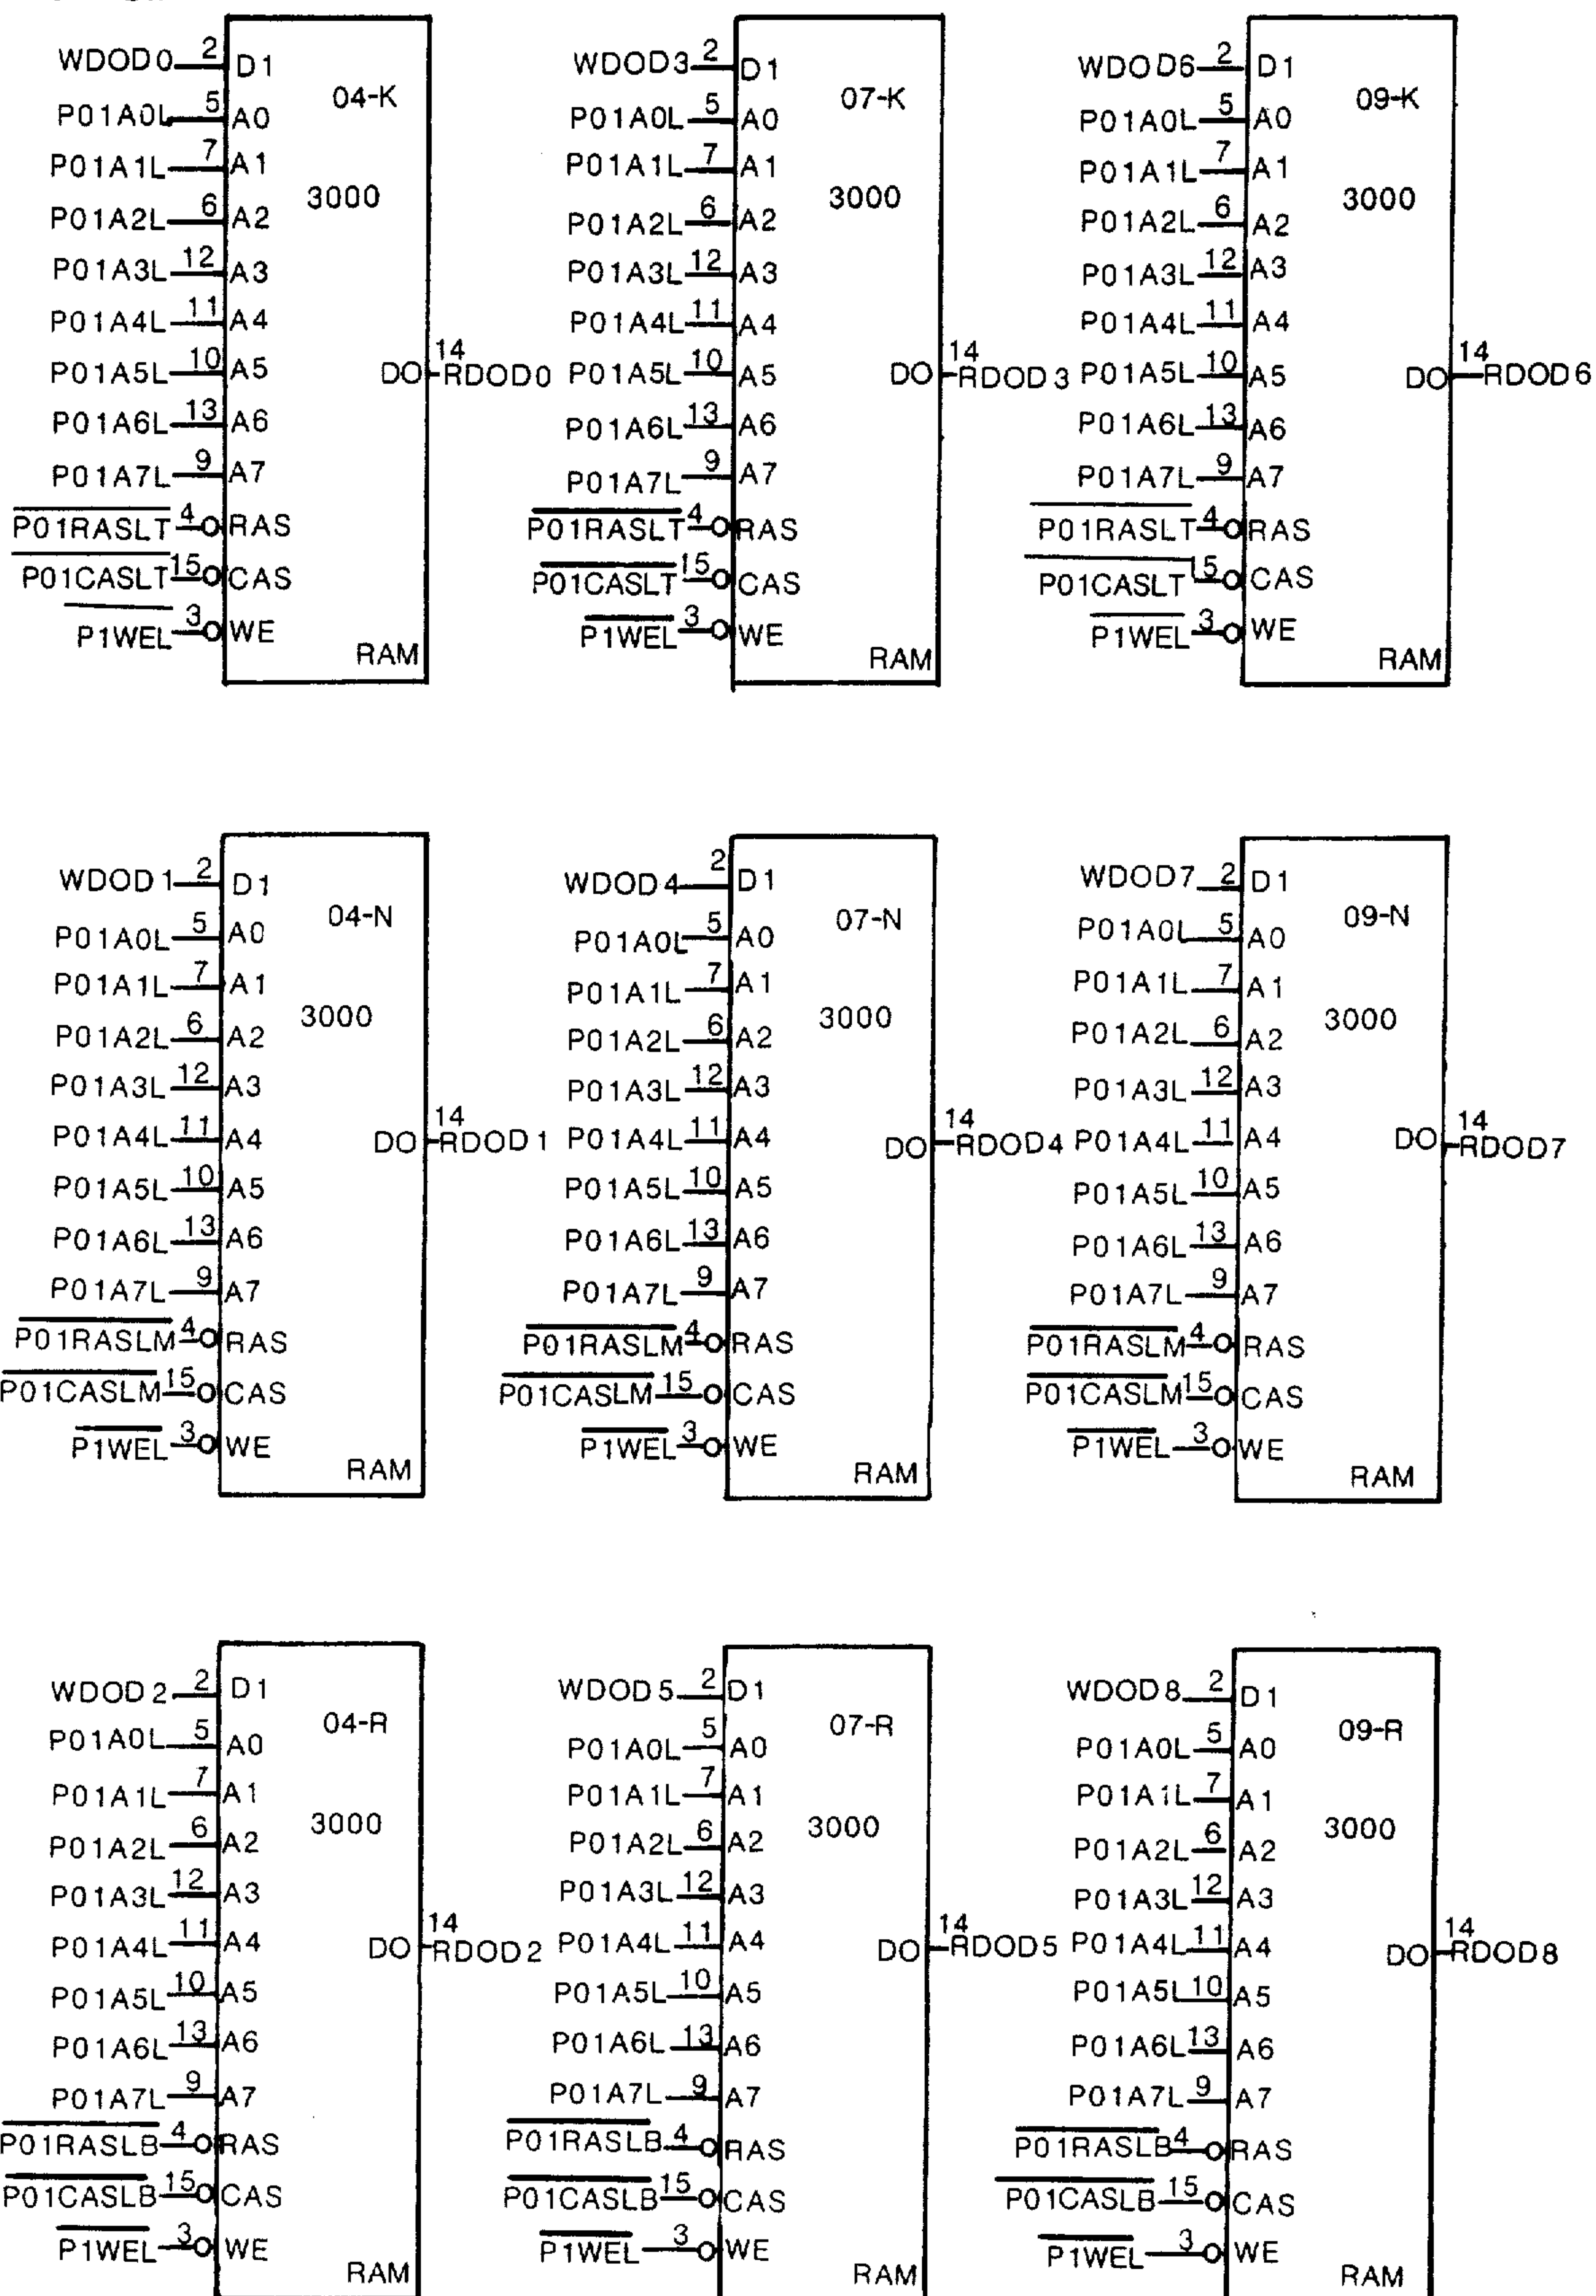 WDOD0 2 D1
04-K
P01A0L 5 A0
P01A1L 7 A1
3000
P01A2L 6 A2
P01A3L 12 A3
P01A4L 11 A4
P01A5L 10 A5
DO 14 RDOD0
P01A6L 13 A6
P01A7L 9 A7
P01RASLT 4 RAS
P01CASLT 15 CAS
P1WEL 3 WE
RAM
WDOD3 2 D1
07-K
P01A0L 5 A0
P01A1L 7 A1
3000
P01A2L 6 A2
P01A3L 12 A3
P01A4L 11 A4
P01A5L 10 A5
DO 14 RDOD3
P01A6L 13 A6
P01A7L 9 A7
P01RASLT 4 RAS
P01CASLT 15 CAS
P1WEL 3 WE
RAM
WDOD6 2 D1
09-K
P01A0L 5 A0
P01A1L 7 A1
3000
P01A2L 6 A2
P01A3L 12 A3
P01A4L 11 A4
P01A5L 10 A5
DO 14 RDOD6
P01A6L 13 A6
P01A7L 9 A7
P01RASLT 4 RAS
P01CASLT 15 CAS
P1WEL 3 WE
RAM
WDOD1 2 D1
04-N
P01A0L 5 A0
P01A1L 7 A1
3000
P01A2L 6 A2
P01A3L 12 A3
P01A4L 11 A4
DO 14 RDOD1
P01A5L 10 A5
P01A6L 13 A6
P01A7L 9 A7
P01RASLM 4 RAS
P01CASLM 15 CAS
P1WEL 3 WE
RAM
WDOD4 2 D1
07-N
P01A0L 5 A0
P01A1L 7 A1
3000
P01A2L 6 A2
P01A3L 12 A3
P01A4L 11 A4
DO 14 RDOD4
P01A5L 10 A5
P01A6L 13 A6
P01A7L 9 A7
P01RASLM 4 RAS
P01CASLM 15 CAS
P1WEL 3 WE
RAM
WDOD7 2 D1
09-N
P01A0L 5 A0
P01A1L 7 A1
3000
P01A2L 6 A2
P01A3L 12 A3
P01A4L 11 A4
DO 14 RDOD7
P01A5L 10 A5
P01A6L 13 A6
P01A7L 9 A7
P01RASLM 4 RAS
P01CASLM 15 CAS
P1WEL 3 WE
RAM
WDOD2 2 D1
04-R
P01A0L 5 A0
P01A1L 7 A1
3000
P01A2L 6 A2
P01A3L 12 A3
P01A4L 11 A4
DO 14 RDOD2
P01A5L 10 A5
P01A6L 13 A6
P01A7L 9 A7
P01RASLB 4 RAS
P01CASLB 15 CAS
P1WEL 3 WE
RAM
WDOD5 2 D1
07-R
P01A0L 5 A0
P01A1L 7 A1
3000
P01A2L 6 A2
P01A3L 12 A3
P01A4L 11 A4
DO 14 RDOD5
P01A5L 10 A5
P01A6L 13 A6
P01A7L 9 A7
P01RASLB 4 RAS
P01CASLB 15 CAS
P1WEL 3 WE
RAM
WDOD8 2 D1
09-R
P01A0L 5 A0
P01A1L 7 A1
3000
P01A2L 6 A2
P01A3L 12 A3
P01A4L 11 A4
DO 14 RDOD8
P01A5L 10 A5
P01A6L 13 A6
P01A7L 9 A7
P01RASLB 4 RAS
P01CASLB 15 CAS
P1WEL 3 WE
RAM